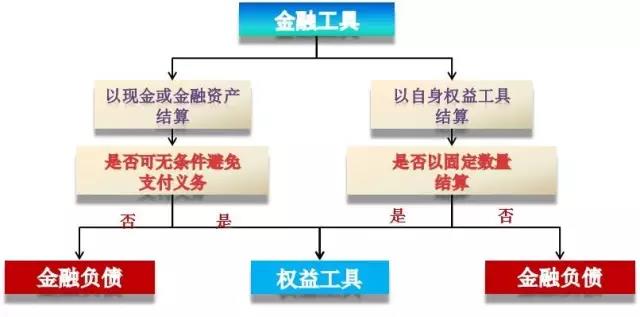 金融工具
以现金或金融资产
结算
以自身权益工具
结算
是否可无条件避免
支付义务
是否以固定数量
结算
否
是
是
否
金融负债
权益工具
金融负债